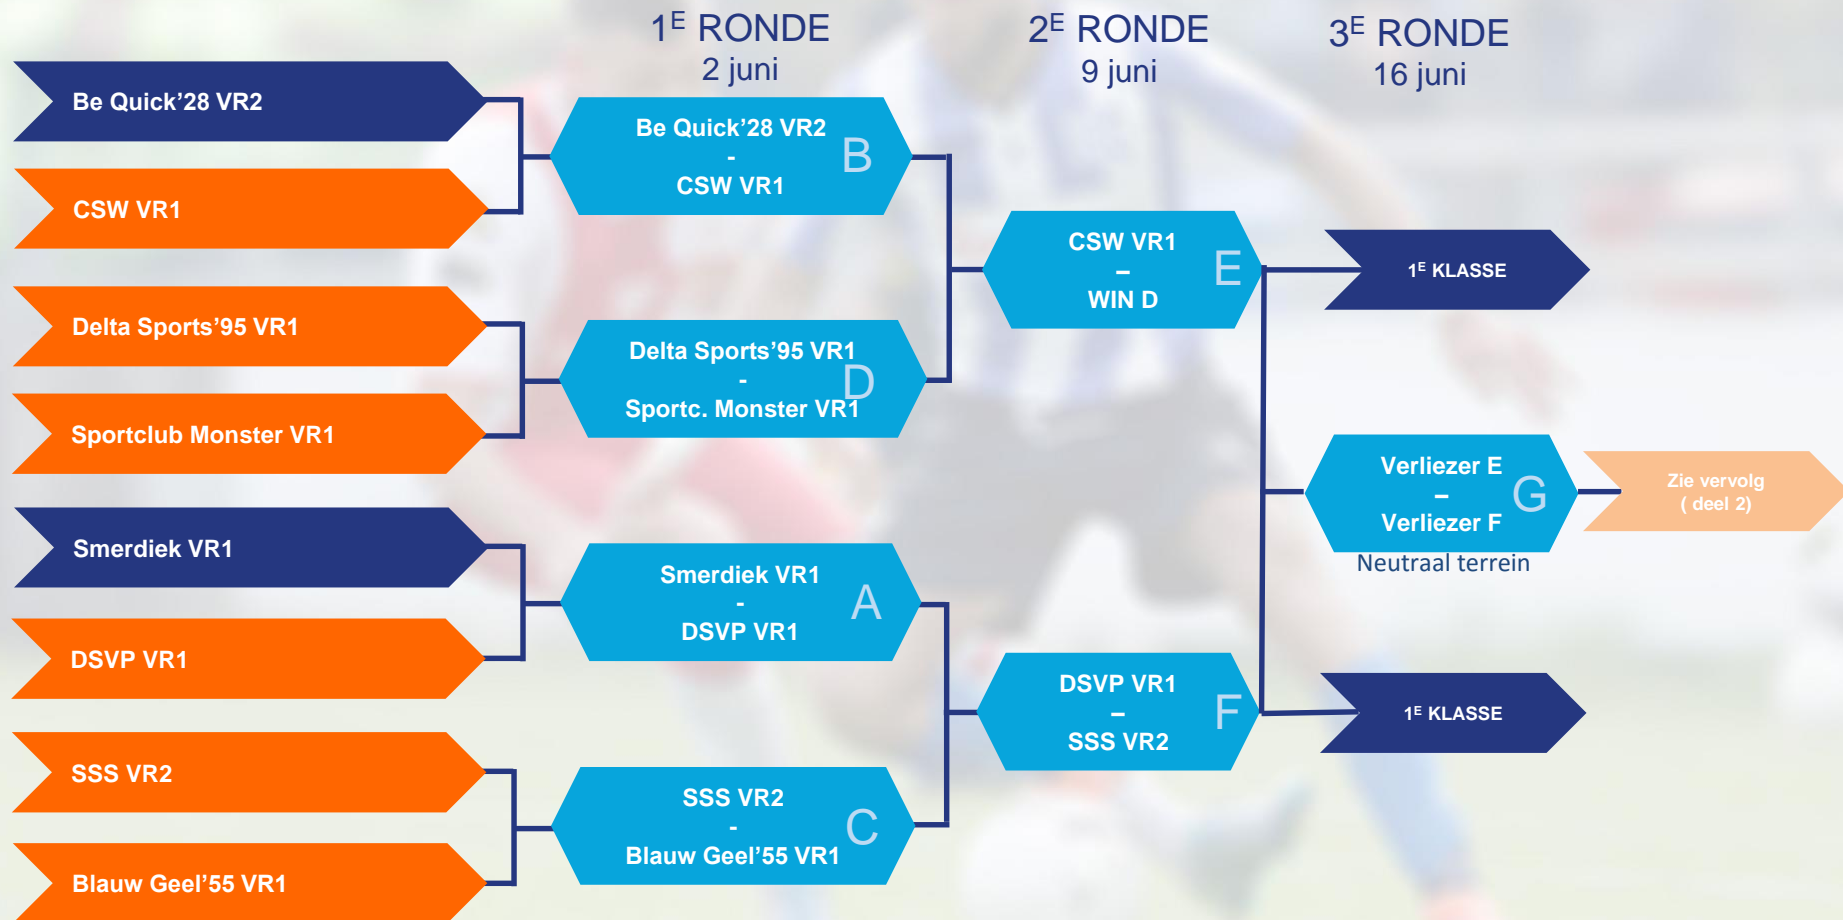 1E RONDE
2 juni
2E RONDE
9 juni
3E RONDE
16 juni
Be Quick’28 VR2
CSW VR1
Delta Sports’95 VR1
Sportclub Monster VR1
Smerdiek VR1
DSVP VR1
SSS VR2
Blauw Geel’55 VR1
Be Quick’28 VR2
-
CSW VR1
B
Delta Sports’95 VR1
-
Sportc. Monster VR1
D
Smerdiek VR1
-
DSVP VR1
A
SSS VR2
-
Blauw Geel’55 VR1
C
CSW VR1
–
WIN D
E
DSVP VR1
–
SSS VR2
F
1E KLASSE
Verliezer E
–
Verliezer F
G
Neutraal terrein
Zie vervolg
( deel 2)
1E KLASSE